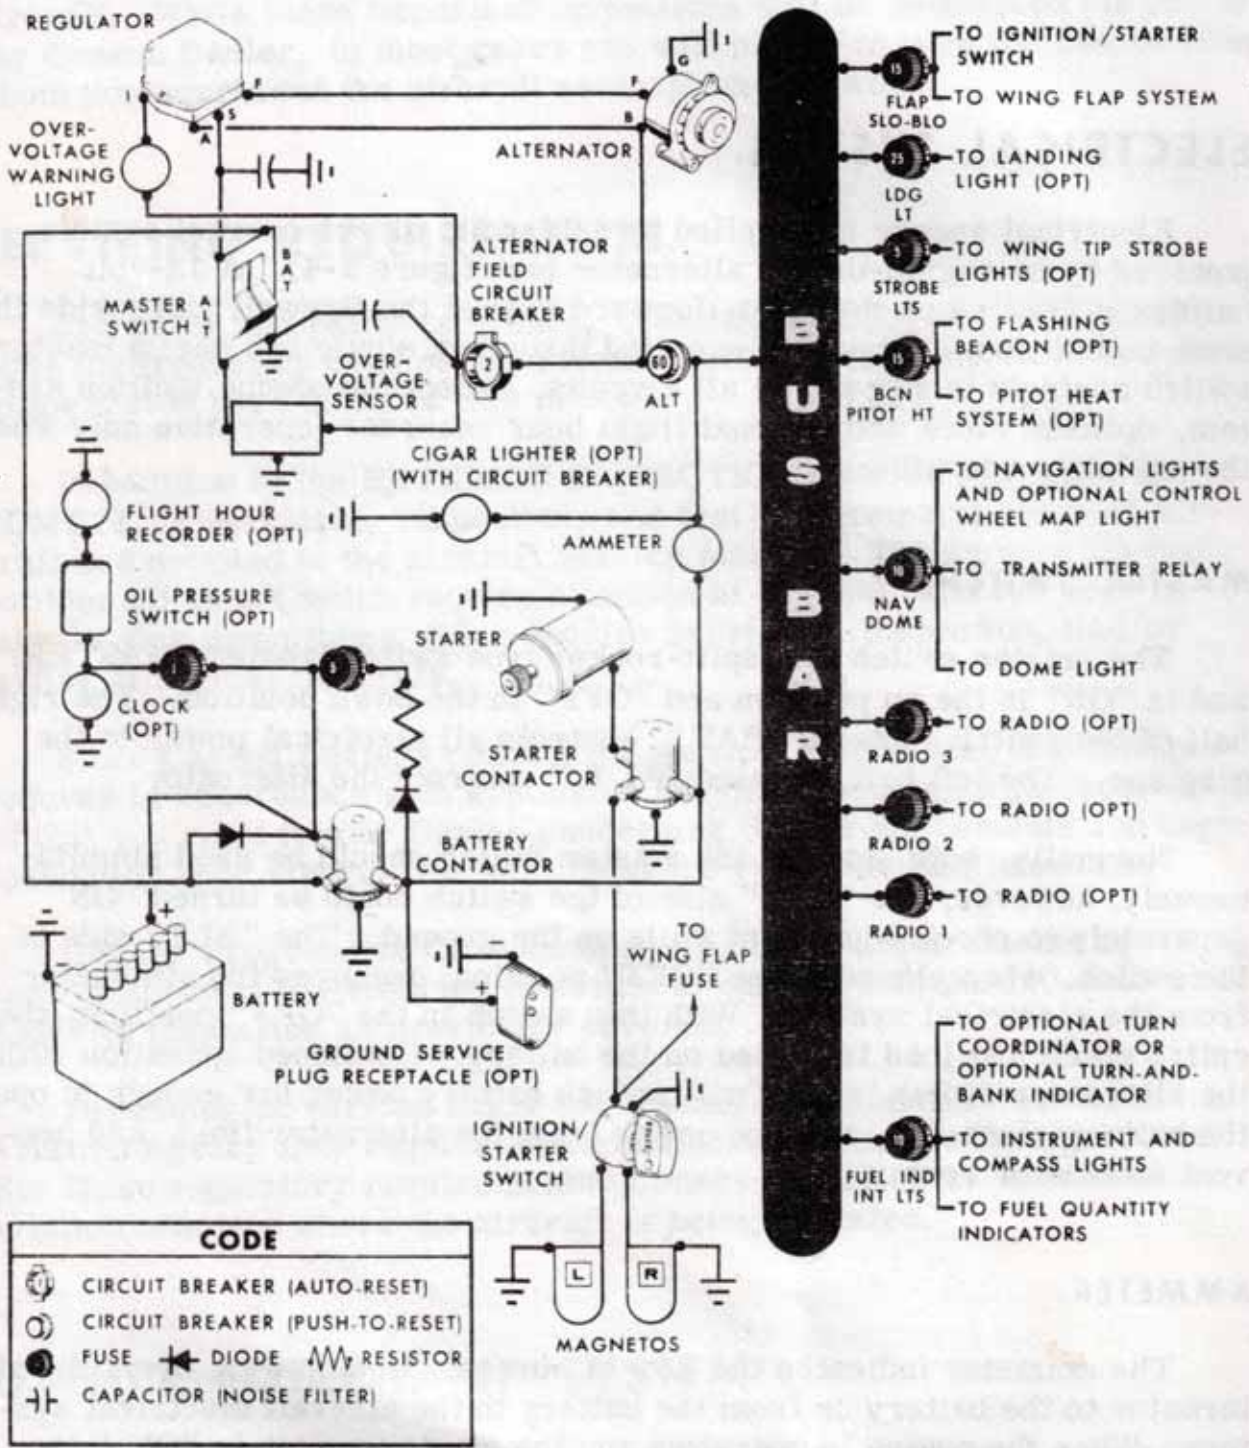 REGULATOR
F
S
A
OVER-
VOLTAGE
WARNING
LIGHT
G
F
B
ALTERNATOR
MASTER
SWITCH
BAT
ALT
ALTERNATOR
FIELD
CIRCUIT
BREAKER
2
OVER-
VOLTAGE
SENSOR
60
ALT
CIGAR LIGHTER (OPT)
(WITH CIRCUIT BREAKER)
AMMETER
FLIGHT HOUR
RECORDER (OPT)
OIL PRESSURE
SWITCH (OPT)
CLOCK
(OPT)
STARTER
STARTER
CONTACTOR
BATTERY
CONTACTOR
+
-
BATTERY
-
+
GROUND SERVICE
PLUG RECEPTACLE (OPT)
TO
WING FLAP
FUSE
IGNITION/
STARTER
SWITCH
L
R
MAGNETOS
BUS BAR
15
FLAP
SLO-BLO
TO IGNITION/STARTER
SWITCH
TO WING FLAP SYSTEM
25
LDG
LT
TO LANDING
LIGHT (OPT)
STROBE
LTS
TO WING TIP STROBE
LIGHTS (OPT)
15
BCN
PITOT HT
TO FLASHING
BEACON (OPT)
TO PITOT HEAT
SYSTEM (OPT)
NAV
DOME
TO NAVIGATION LIGHTS
AND OPTIONAL CONTROL
WHEEL MAP LIGHT
TO TRANSMITTER RELAY
TO DOME LIGHT
RADIO 3
TO RADIO (OPT)
RADIO 2
TO RADIO (OPT)
RADIO 1
TO RADIO (OPT)
FUEL IND
INT LTS
TO OPTIONAL TURN
COORDINATOR OR
OPTIONAL TURN-AND-
BANK INDICATOR
TO INSTRUMENT AND
COMPASS LIGHTS
TO FUEL QUANTITY
INDICATORS
CODE
CIRCUIT BREAKER (AUTO-RESET)
CIRCUIT BREAKER (PUSH-TO-RESET)
FUSE DIODE RESISTOR
CAPACITOR (NOISE FILTER)